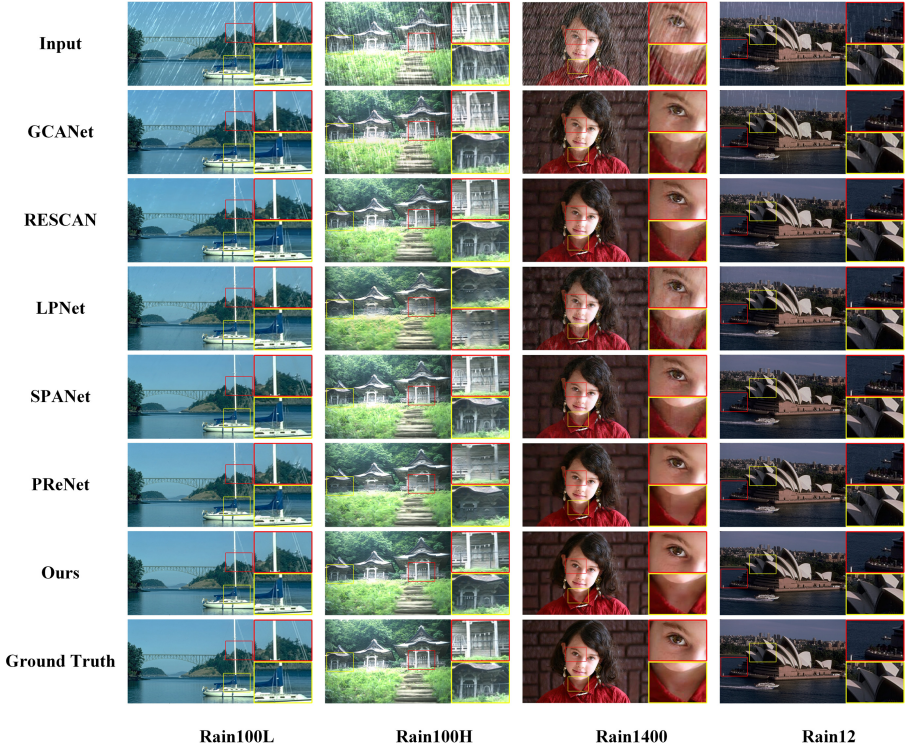 Input
GCANet
RESCAN
LPNet
SPANet
PReNet
Ours
Ground Truth
Rain100L Rain100H Rain1400 Rain12